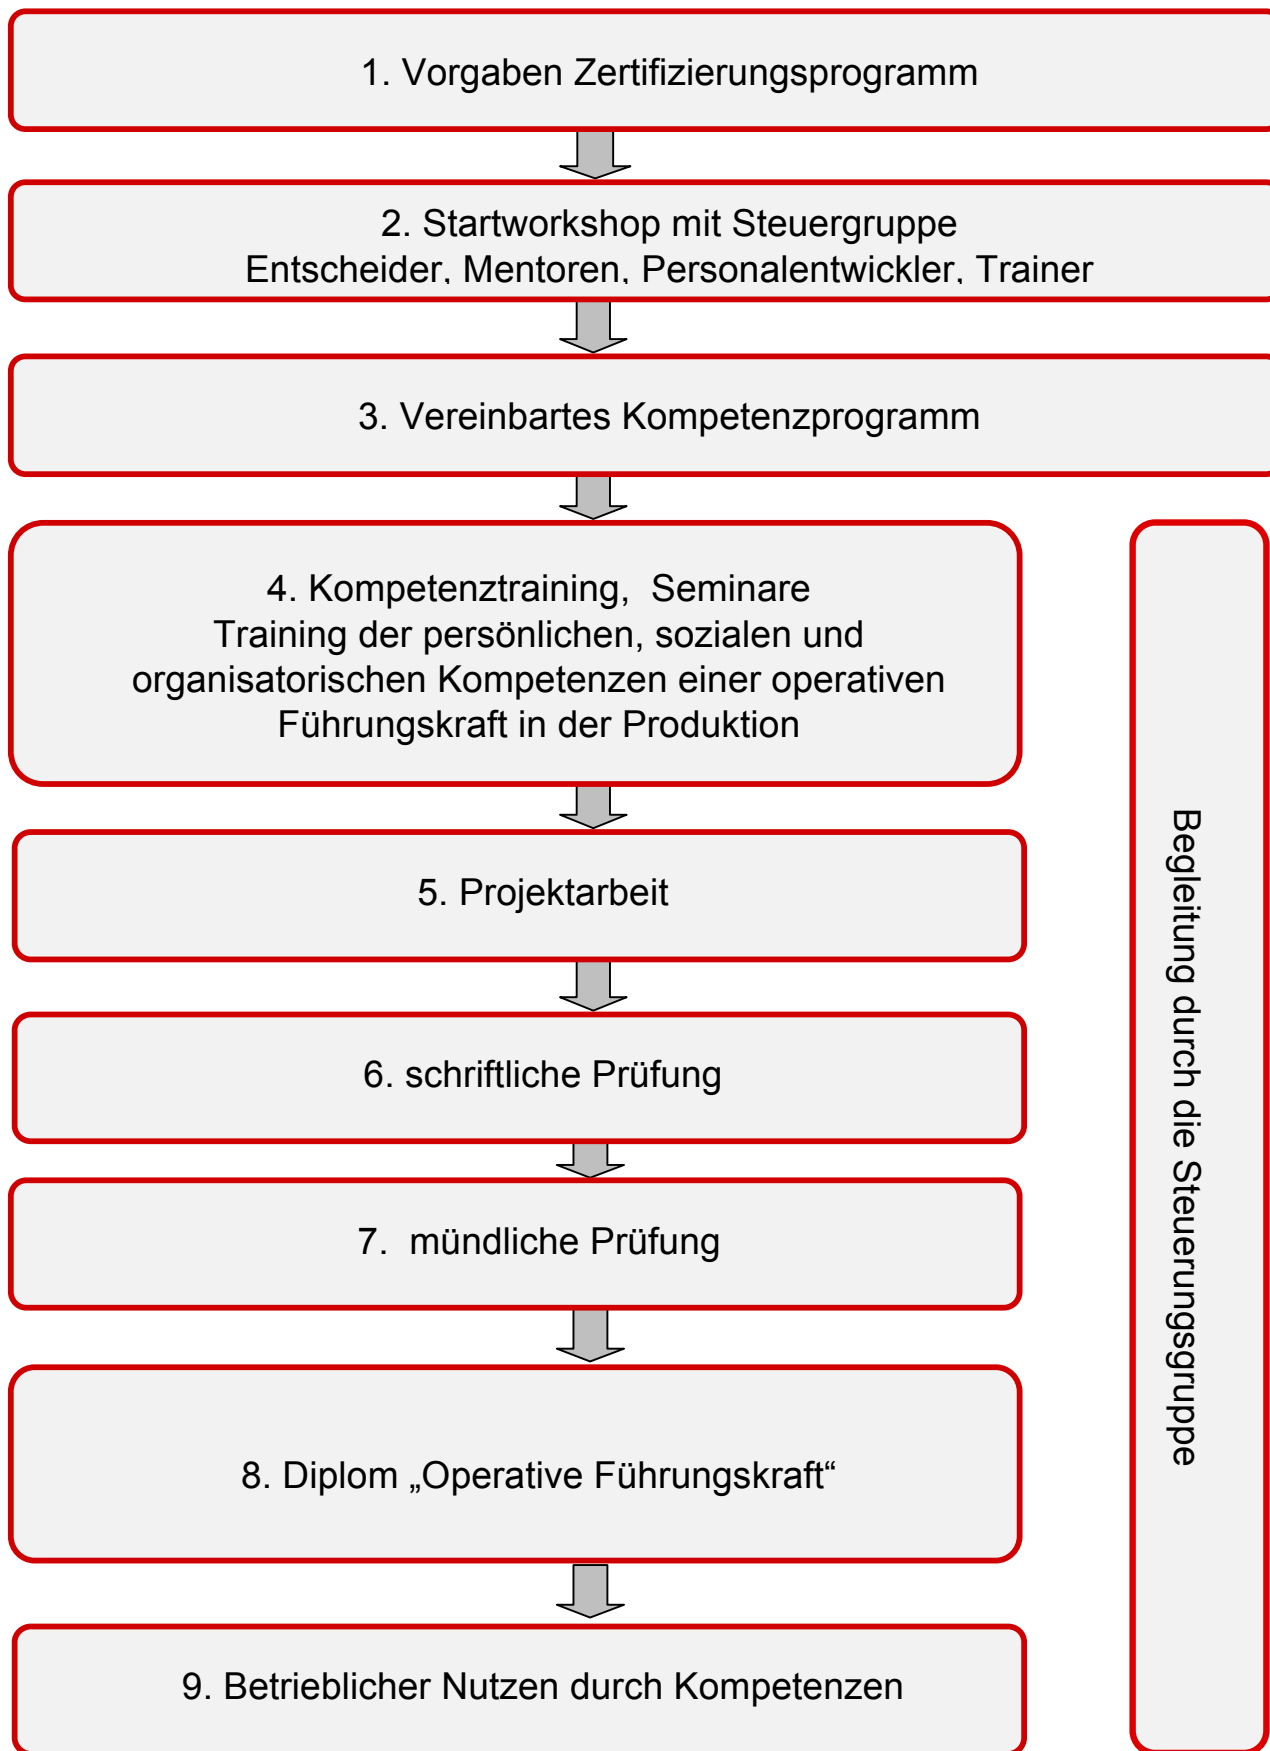 1. Vorgaben Zertifizierungsprogramm
2. Startworkshop mit Steuergruppe
Entscheider, Mentoren, Personalentwickler, Trainer
3. Vereinbartes Kompetenzprogramm
4. Kompetenztraining,  Seminare
Training der persönlichen, sozialen und
organisatorischen Kompetenzen einer operativen
Führungskraft in der Produktion
5. Projektarbeit
6. schriftliche Prüfung
7.  mündliche Prüfung
8. Diplom „Operative Führungskraft“
9. Betrieblicher Nutzen durch Kompetenzen
Begleitung durch die Steuerungsgruppe